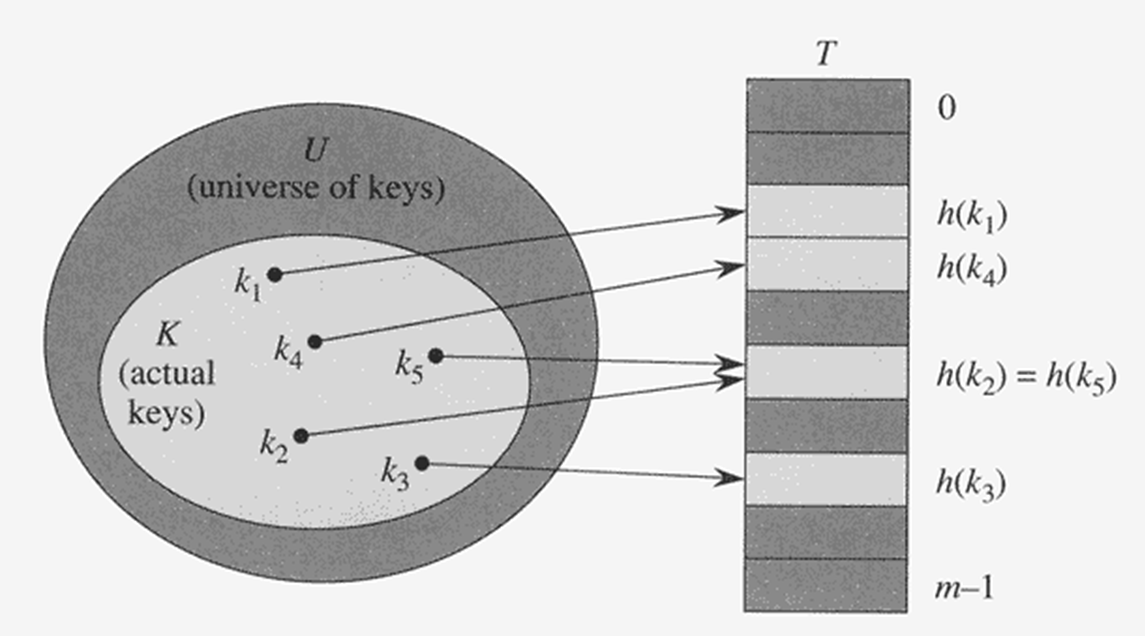 T
0
U
(universe of keys)
h(k₁)
k₁
h(k₄)
K
k₄
(actual
k₅
h(k₂) = h(k₅)
keys)
k₂
k₃
h(k₃)
m–1